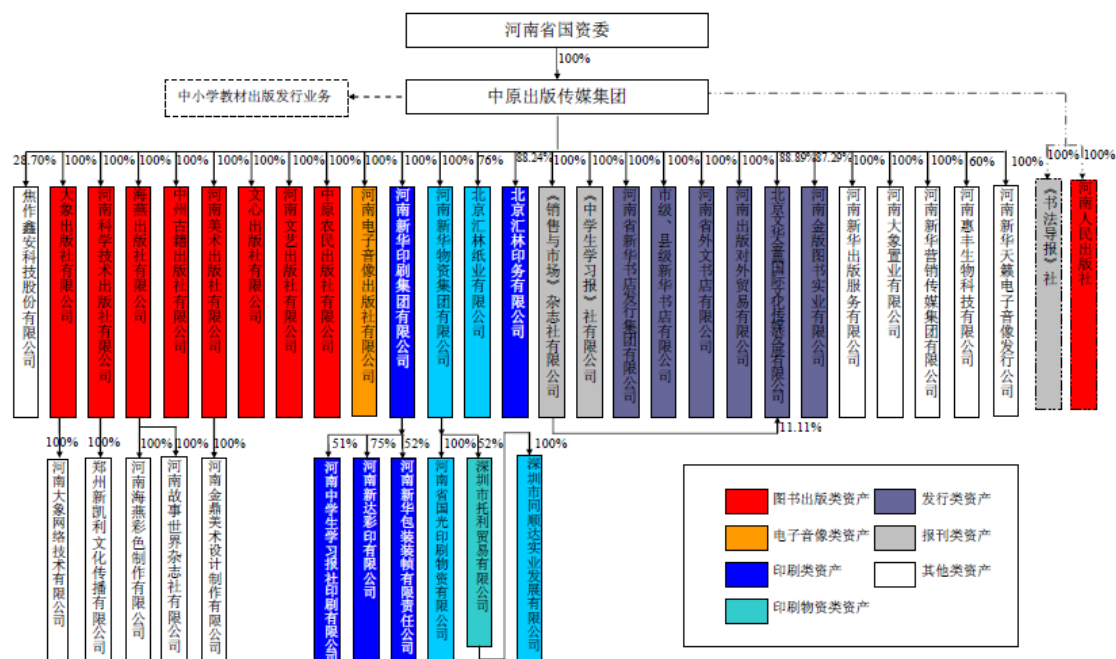 河南省国资委
100%
中原出版传媒集团
中小学教材出版发行业务
28.70%
100%
100%
100%
100%
100%
100%
100%
100%
100%
100%
100%
76%
88.24%
100%
100%
100%
100%
100%
100%
88.89%
87.29%
100%
100%
100%
60%
100%
100%
100%
焦作鑫安科技股份有限公司
大象出版社有限公司
河南科学技术出版社有限公司
海燕出版社有限公司
中州古籍出版社有限公司
河南美术出版社有限公司
文心出版社有限公司
河南文艺出版社有限公司
中原农民出版社有限公司
河南电子音像出版社有限公司
河南新华印刷集团有限公司
河南新华物资集团有限公司
北京汇林纸业有限公司
北京汇林印务有限公司
《销售与市场》杂志社有限公司
《中学生学习报》社有限公司
河南省新华书店发行集团有限公司
市级、县级新华书店有限公司
河南省外文书店有限公司
河南出版对外贸易有限公司
河南金版图书实业有限公司
河南新华出版服务有限公司
河南大象置业有限公司
河南新华营销传媒集团有限公司
河南惠丰生物科技有限公司
河南新华天籁电子音像发行公司
《书法导报》社
河南人民出版社
100%
100%
100%
100%
100%
51%
75%
52%
100%
52%
100%
11.11%
河南大象网络技术有限公司
郑州新凯利文化传播有限公司
河南海燕彩色制作有限公司
河南故事世界杂志社有限公司
河南金鼎美术设计制作有限公司
河南中学生学习报社印刷有限公司
河南新达彩印有限公司
河南新华包装装帧有限责任公司
河南省国光印刷物资有限公司
深圳市托利贸易有限公司
深圳市同顺达实业发展有限公司
图书出版类资产
发行类资产
电子音像类资产
报刊类资产
印刷类资产
其他类资产
印刷物资类资产